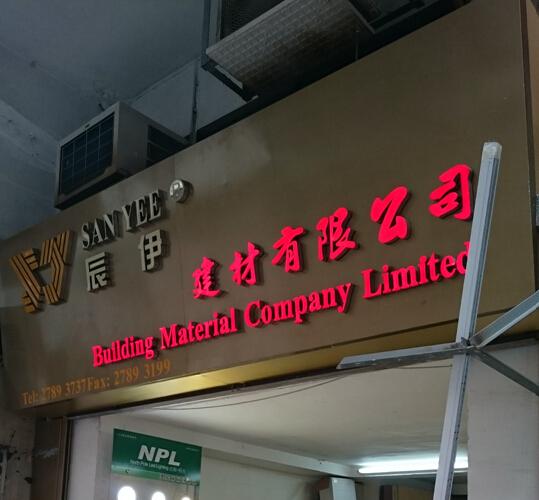 SAN YEE
辰伊
建材有限公司
Building Material Company Limited
Tel: 2789 3737 Fax: 2789 3199
NPL